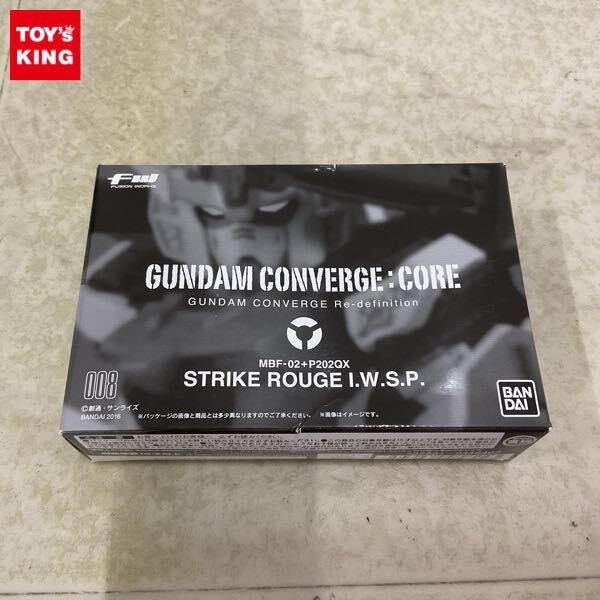 TOY's
KING
FW
FUSION WORKS
GUNDAM CONVERGE:CORE
GUNDAM CONVERGE Re-definition
MBF-02+P202QX
STRIKE ROUGE I.W.S.P.
008
©創通・サンライズ
BANDAI 2016
※パッケージの画像と商品とは多少異なりますのでご了承ください。 ※画像はイメージです。
BAN
DAI